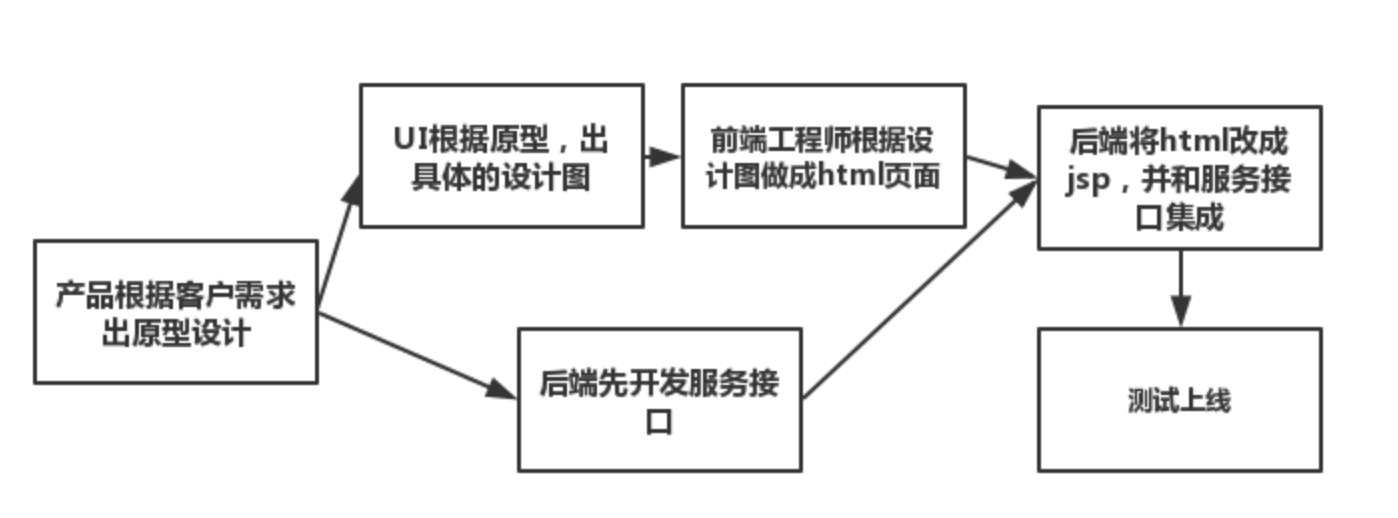 UI根据原型，出
具体的设计图
前端工程师根据设
计图做成html页面
后端将html改成
jsp，并和服务接
口集成
产品根据客户需求
出原型设计
后端先开发服务接
口
测试上线